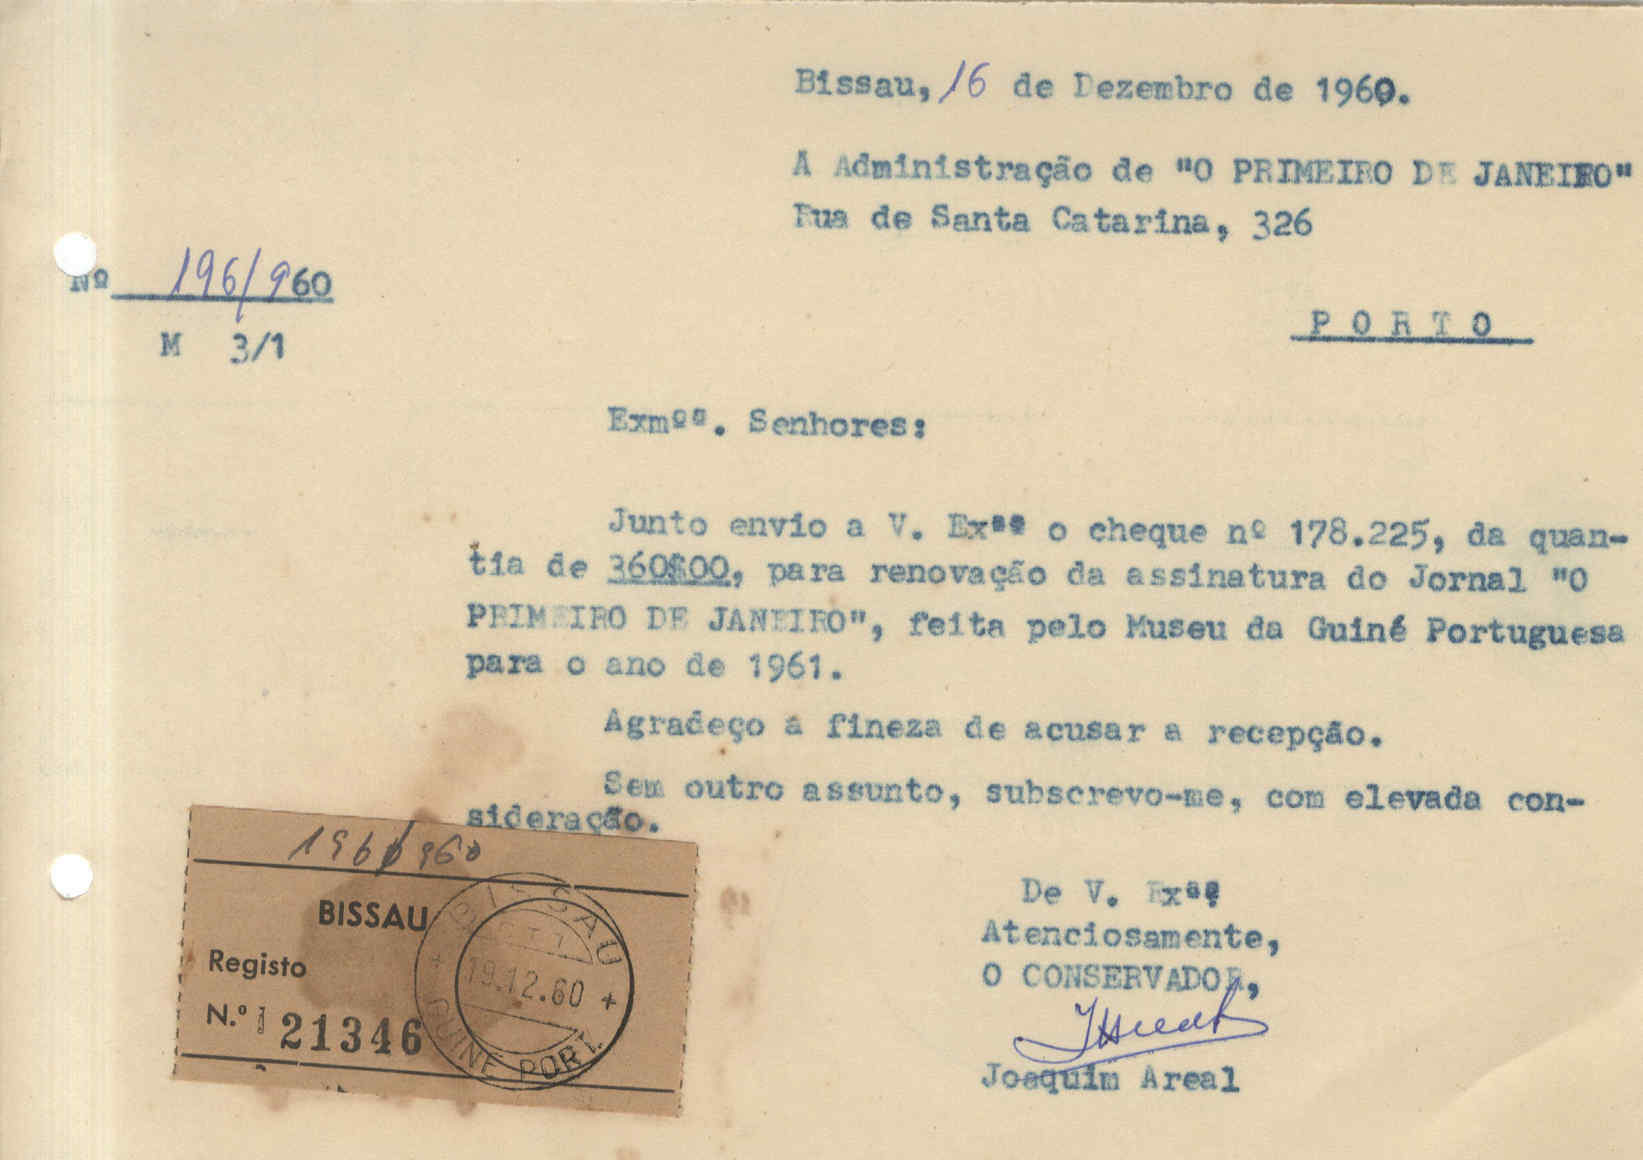 Bissau, 16 de Dezembro de 1960.
A Administração de "O PRIMEIRO DE JANEIRO"
Rua de Santa Catarina, 326
Nº 196/960
M 3/1
PORTO
Exmºˢ. Senhores:
Junto envio a V. Exªˢ o cheque nº 178.225, da quan-
tia de 360$00, para renovação da assinatura do Jornal "O
PRIMEIRO DE JANEIRO", feita pelo Museu da Guiné Portuguesa
para o ano de 1961.
Agradeço a fineza de acusar a recepção.
Sem outro assunto, subscrevo-me, com elevada con-
sideração.
De V. Exªˢ
Atenciosamente,
O CONSERVADOR,
Joaquim Areal
196/960
BISSAU
Registo
N.º 21346
BISSAU
19.12.60
GUINÉ PORT.